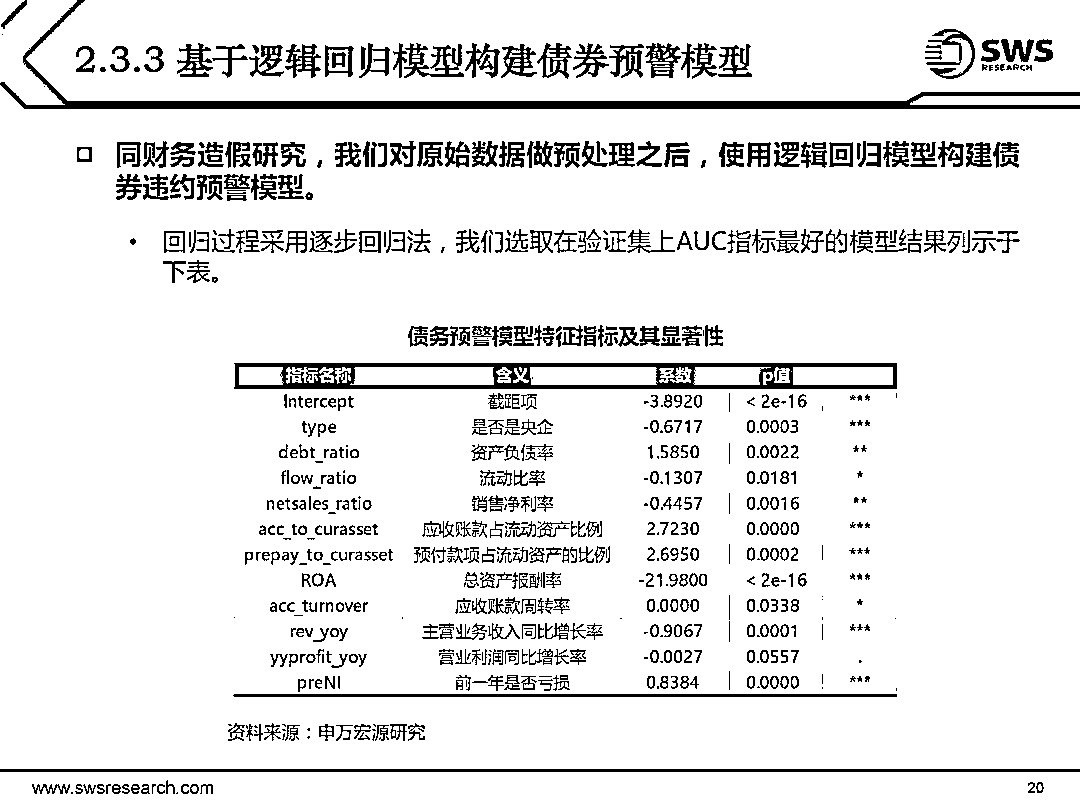 2.3.3 基于逻辑回归模型构建债券预警模型
SWS
RESEARCH
同财务造假研究，我们对原始数据做预处理之后，使用逻辑回归模型构建债
券违约预警模型。
• 回归过程采用逐步回归法，我们选取在验证集上AUC指标最好的模型结果列示于
下表。
债务预警模型特征指标及其显著性
指标名称 含义 系数 p值
Intercept 截距项 -3.8920 < 2e-16 ***
type 是否是央企 -0.6717 0.0003 ***
debt_ratio 资产负债率 1.5850 0.0022 **
flow_ratio 流动比率 -0.1307 0.0181 *
netsales_ratio 销售净利率 -0.4457 0.0016 **
acc_to_curasset 应收账款占流动资产比例 2.7230 0.0000 ***
prepay_to_curasset 预付款项占流动资产的比例 2.6950 0.0002 ***
ROA 总资产报酬率 -21.9800 < 2e-16 ***
acc_turnover 应收账款周转率 0.0000 0.0338 *
rev_yoy 主营业务收入同比增长率 -0.9067 0.0001 ***
yyprofit_yoy 营业利润同比增长率 -0.0027 0.0557 .
preNI 前一年是否亏损 0.8384 0.0000 ***
资料来源：申万宏源研究
www.swsresearch.com 20